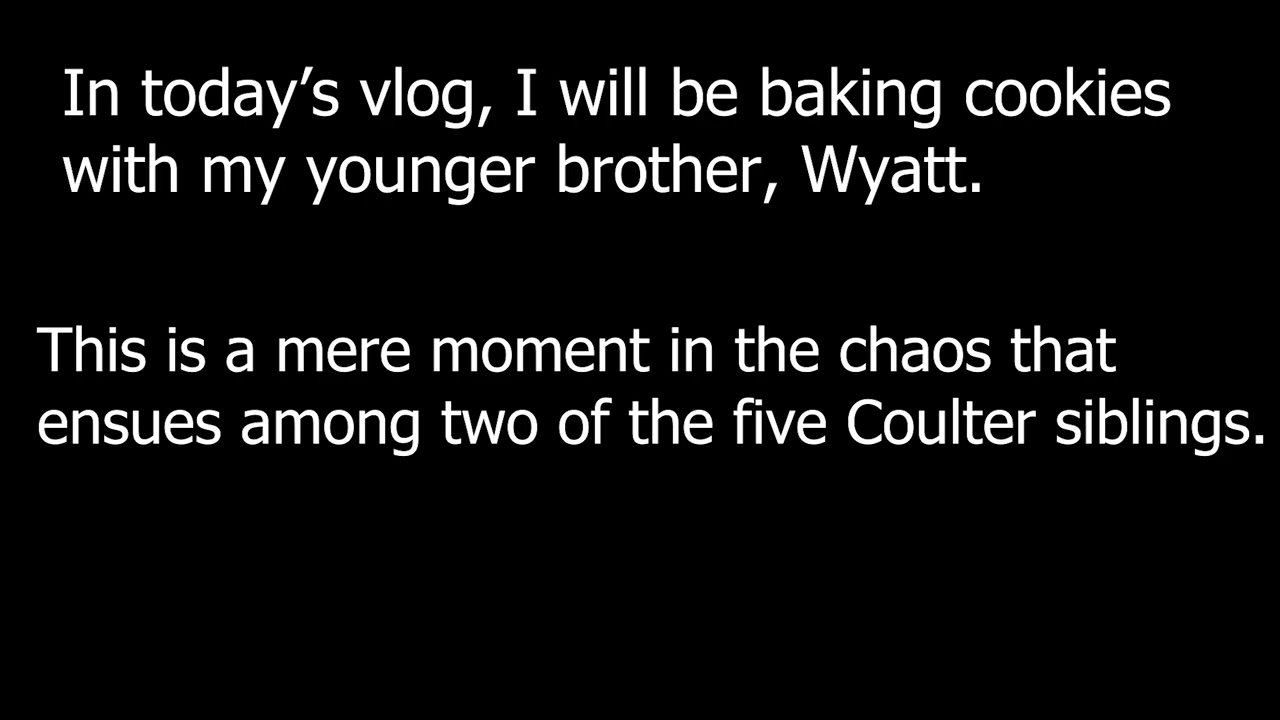 In today’s vlog, I will be baking cookies
with my younger brother, Wyatt.
This is a mere moment in the chaos that
ensues among two of the five Coulter siblings.